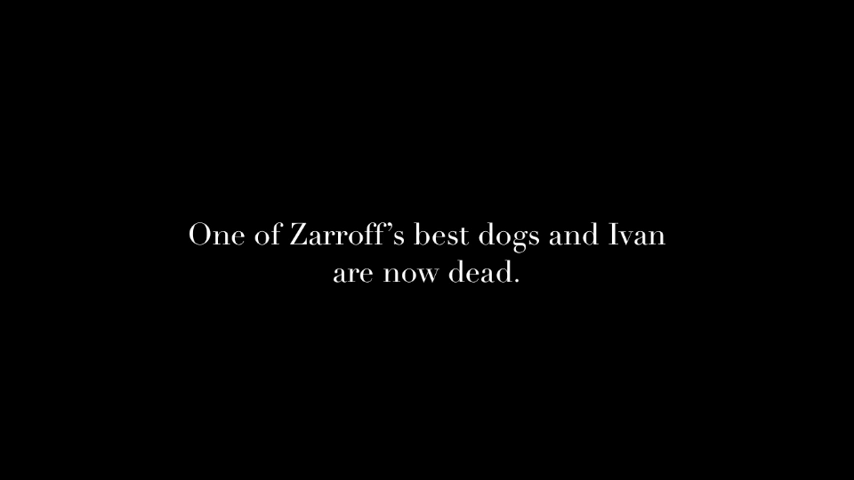 One of Zarroff’s best dogs and Ivan
are now dead.